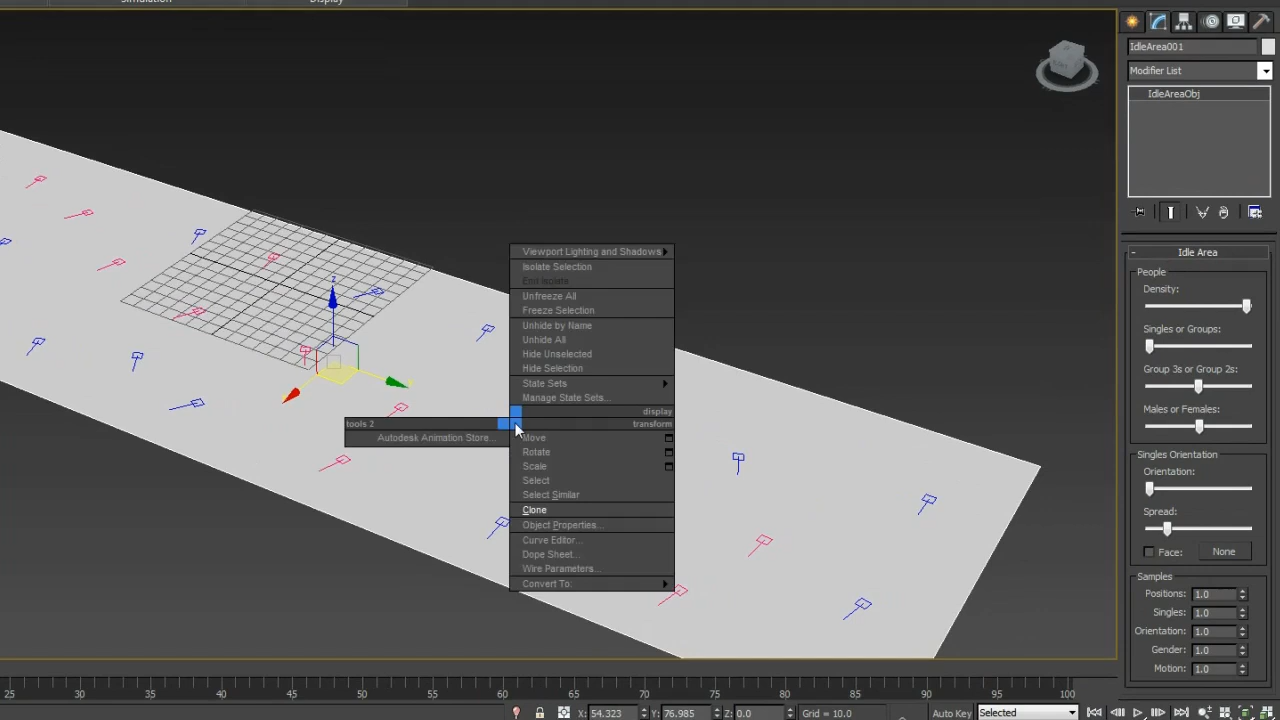 Simulation
Display
IdleArea001
Modifier List
IdleAreaObj
Viewport Lighting and Shadows
Isolate Selection
End Isolate
Unfreeze All
Freeze Selection
Unhide by Name
Unhide All
Hide Unselected
Hide Selection
State Sets
Manage State Sets...
display
tools 2
transform
Autodesk Animation Store...
Move
Rotate
Scale
Select
Select Similar
Clone
Object Properties...
Curve Editor...
Dope Sheet...
Wire Parameters...
Convert To:
z
- Idle Area
People
Density:
Singles or Groups:
Group 3s or Group 2s:
Males or Females:
Singles Orientation
Orientation:
Spread:
Face: None
Samples
Positions: 1.0
Singles: 1.0
Orientation: 1.0
Gender: 1.0
Motion: 1.0
25 30 35 40 45 50 55 60 65 70 75 80 85 90 95 100
X: 54.323 Y: 76.985 Z: 0.0 Grid = 10.0 Auto Key Selected